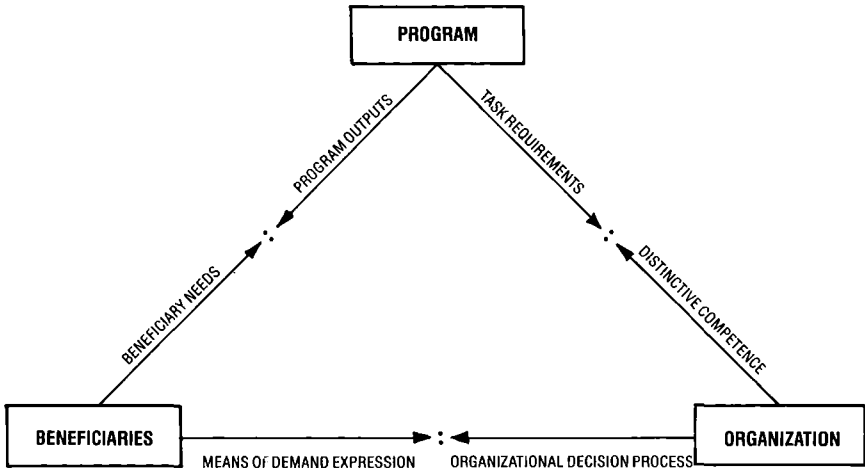 PROGRAM
PROGRAM OUTPUTS
TASK REQUIREMENTS
BENEFICIARY NEEDS
DISTINCTIVE COMPETENCE
BENEFICIARIES
ORGANIZATION
MEANS OF DEMAND EXPRESSION
ORGANIZATIONAL DECISION PROCESS